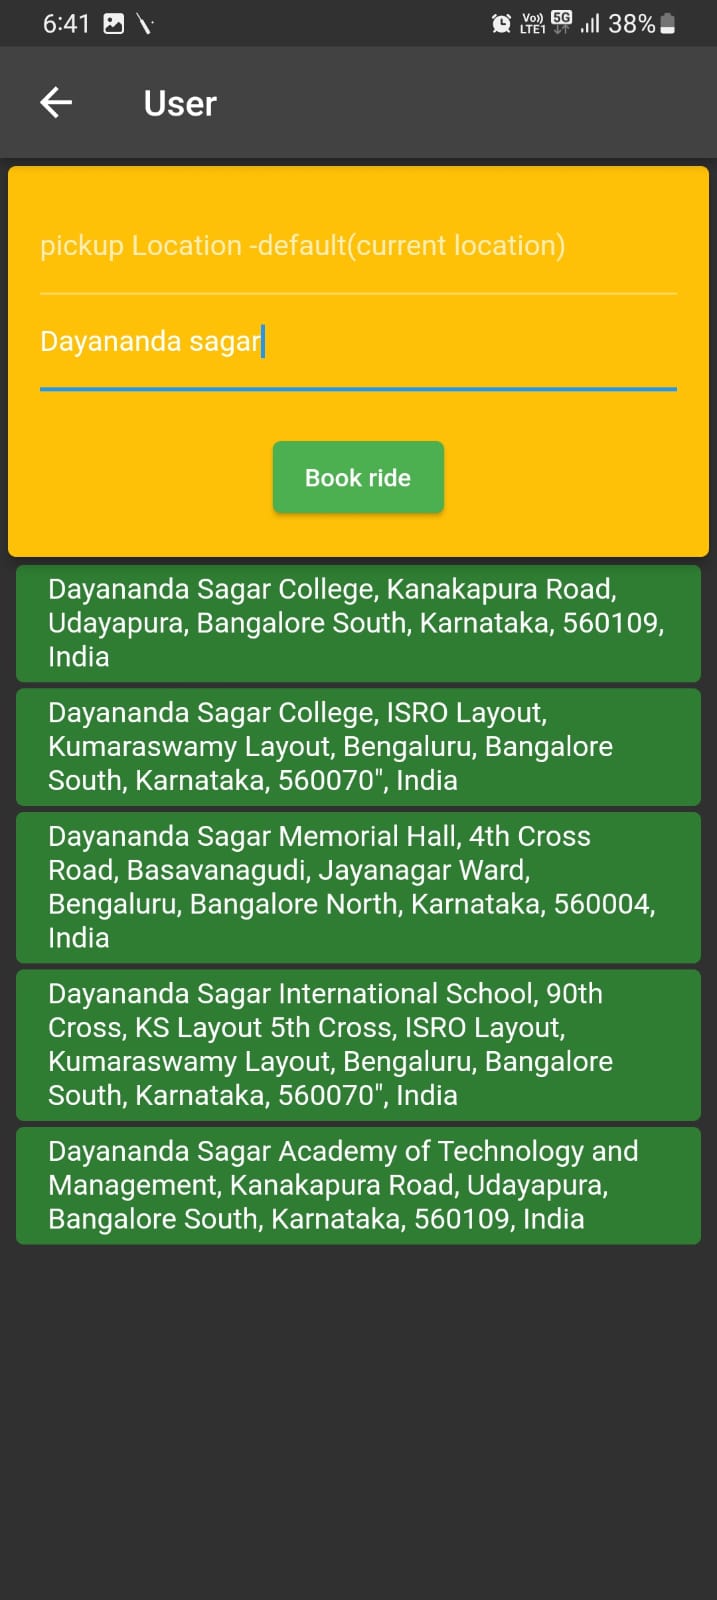 6:41
Vo)) LTE1 5G 38%
User
pickup Location -default(current location)
Dayananda sagar
Book ride
Dayananda Sagar College, Kanakapura Road,
Udayapura, Bangalore South, Karnataka, 560109,
India
Dayananda Sagar College, ISRO Layout,
Kumaraswamy Layout, Bengaluru, Bangalore
South, Karnataka, 560070", India
Dayananda Sagar Memorial Hall, 4th Cross
Road, Basavanagudi, Jayanagar Ward,
Bengaluru, Bangalore North, Karnataka, 560004,
India
Dayananda Sagar International School, 90th
Cross, KS Layout 5th Cross, ISRO Layout,
Kumaraswamy Layout, Bengaluru, Bangalore
South, Karnataka, 560070", India
Dayananda Sagar Academy of Technology and
Management, Kanakapura Road, Udayapura,
Bangalore South, Karnataka, 560109, India